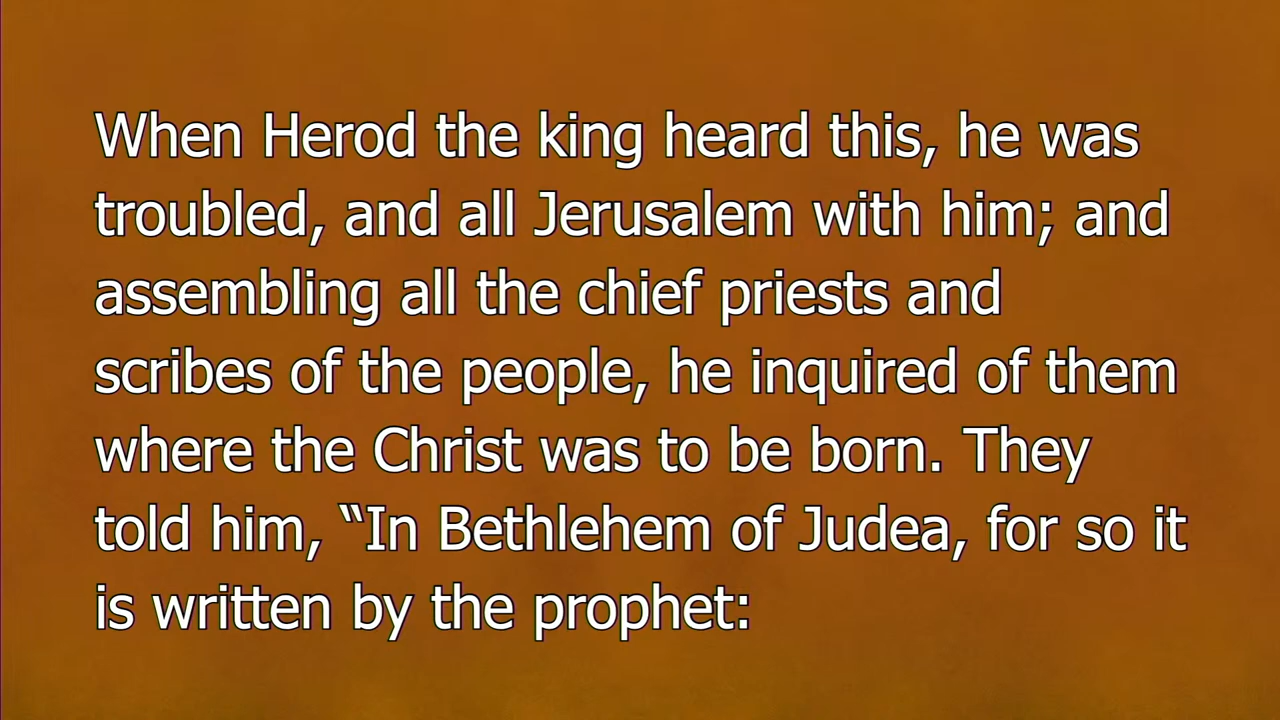 When Herod the king heard this, he was
troubled, and all Jerusalem with him; and
assembling all the chief priests and
scribes of the people, he inquired of them
where the Christ was to be born. They
told him, “In Bethlehem of Judea, for so it
is written by the prophet: